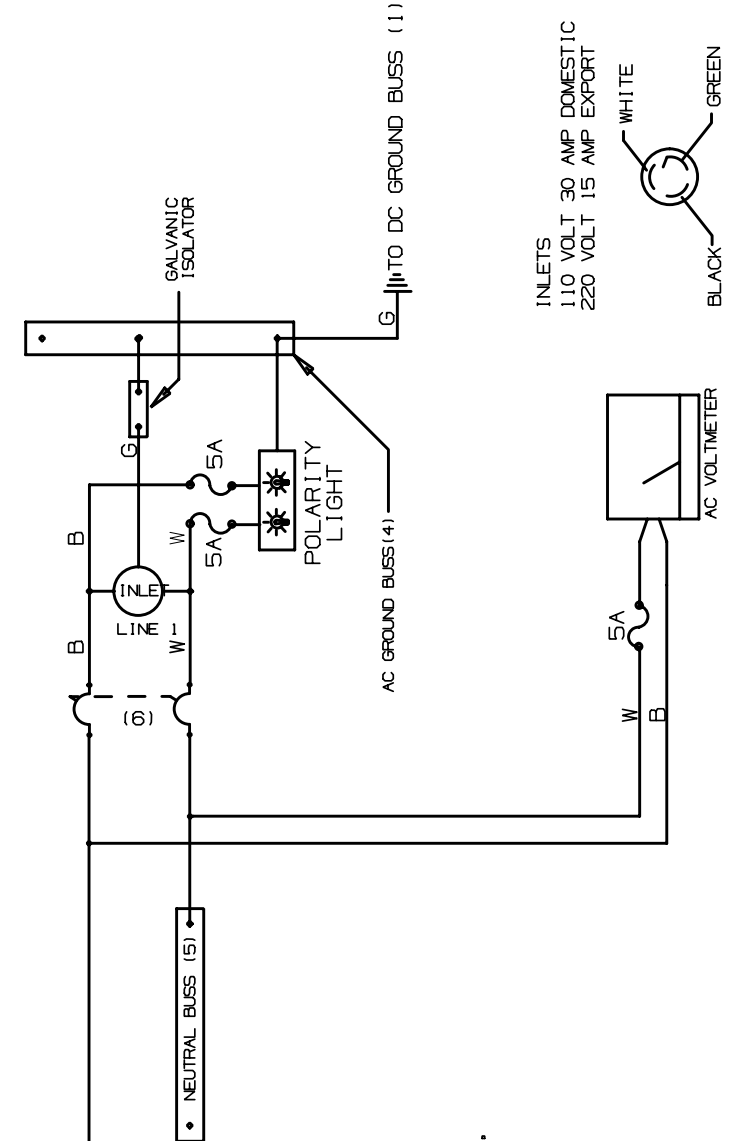 TO DC GROUND BUSS (1)
INLETS
110 VOLT 30 AMP DOMESTIC
220 VOLT 15 AMP EXPORT
WHITE
GREEN
BLACK
GALVANIC
ISOLATOR
G
G
5A
B
W
5A
POLARITY
LIGHT
INLET
LINE 1
B
W
AC GROUND BUSS(4)
AC VOLTMETER
5A
(6)
W
B
NEUTRAL BUSS (5)